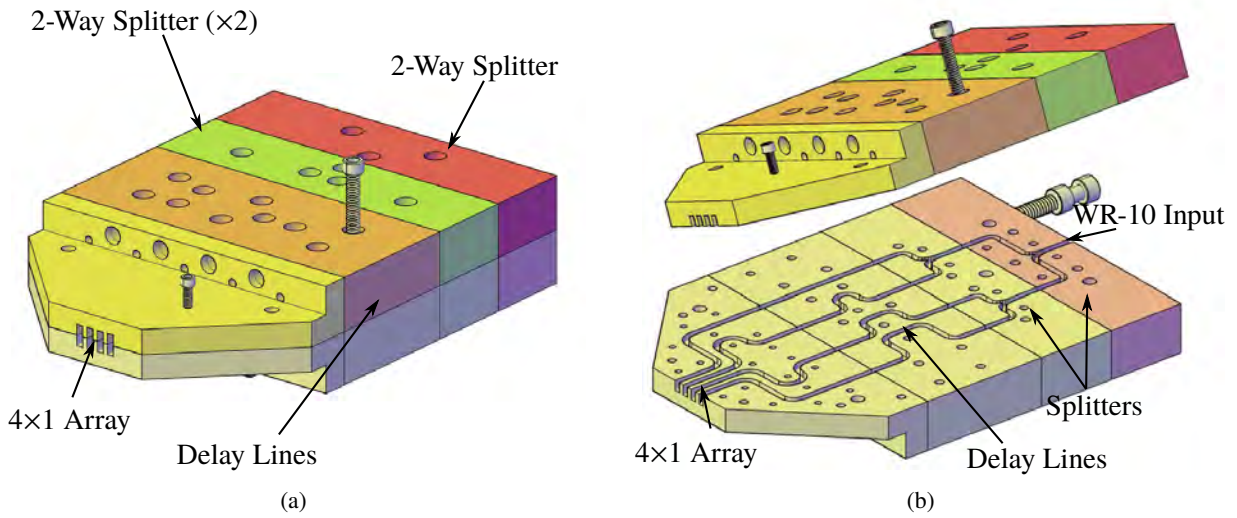 2-Way Splitter (×2)
2-Way Splitter
4×1 Array
Delay Lines
(a)
WR-10 Input
Splitters
4×1 Array
Delay Lines
(b)